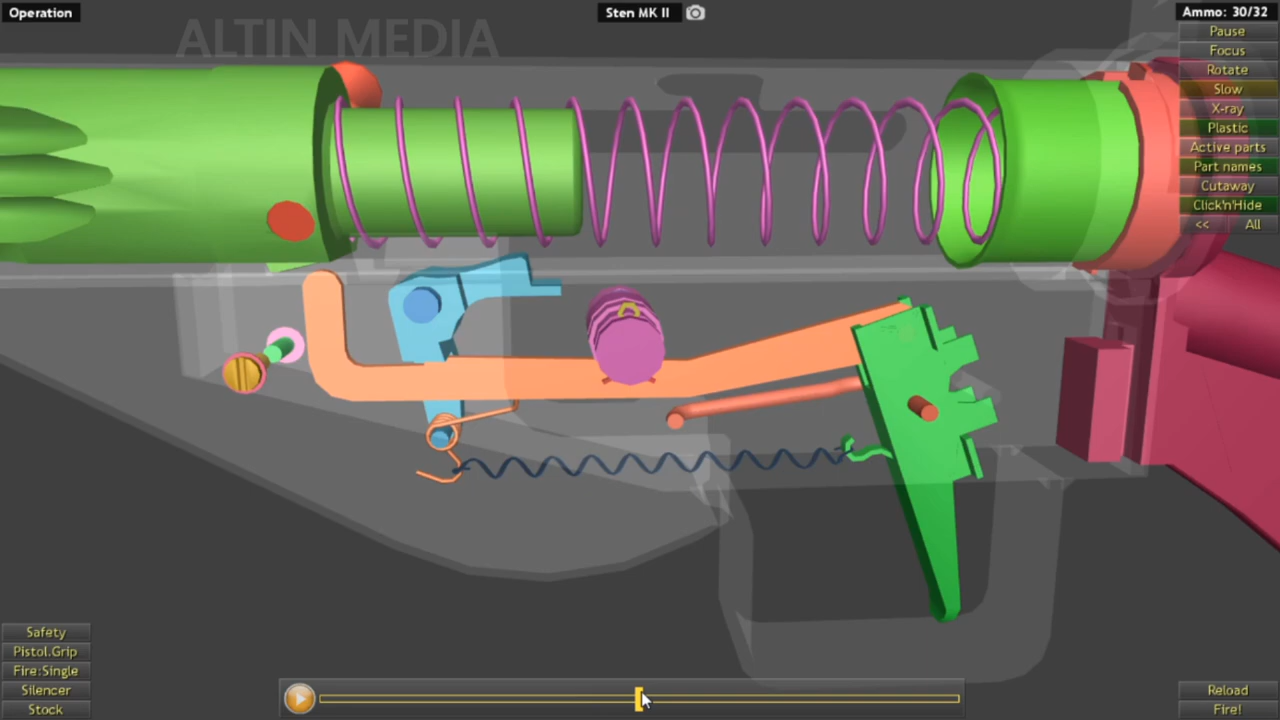 Operation
Sten MK II
Ammo: 30/32
ALTIN MEDIA
Pause
Focus
Rotate
Slow
X-ray
Plastic
Active parts
Part names
Cutaway
Click'n'Hide
<< All
Safety
Pistol.Grip
Fire:Single
Silencer
Stock
Reload
Fire!